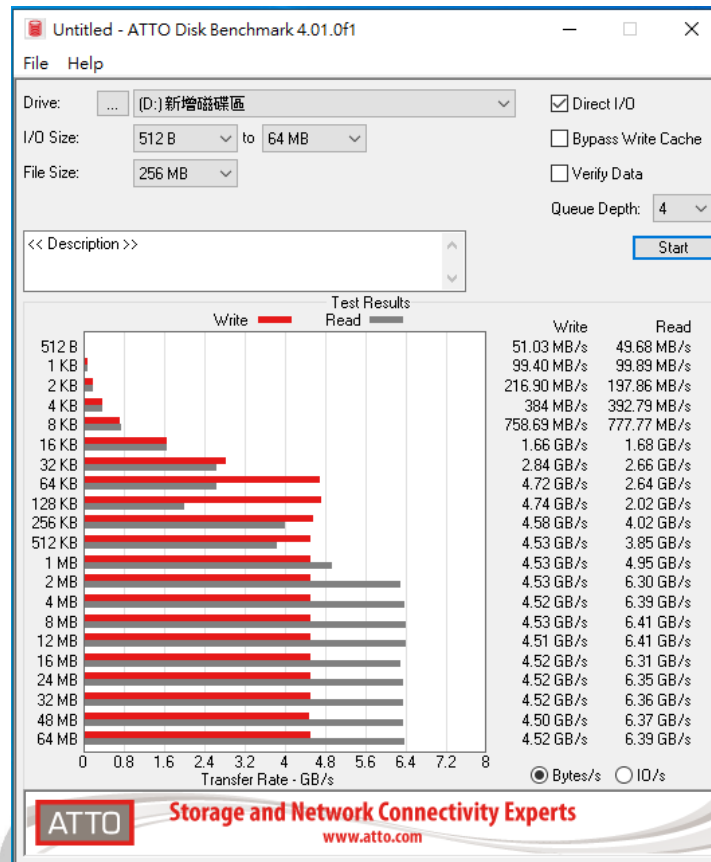 Untitled - ATTO Disk Benchmark 4.01.0f1
File Help
Drive: ... (D:)新增磁碟區
Direct I/O
I/O Size: 512 B to 64 MB
Bypass Write Cache
File Size: 256 MB
Verify Data
Queue Depth: 4
<< Description >>
Start
Test Results
Write Read
Write Read
512 B 51.03 MB/s 49.68 MB/s
1 KB 99.40 MB/s 99.89 MB/s
2 KB 216.90 MB/s 197.86 MB/s
4 KB 384 MB/s 392.79 MB/s
8 KB 758.69 MB/s 777.77 MB/s
16 KB 1.66 GB/s 1.68 GB/s
32 KB 2.84 GB/s 2.66 GB/s
64 KB 4.72 GB/s 2.64 GB/s
128 KB 4.74 GB/s 2.02 GB/s
256 KB 4.58 GB/s 4.02 GB/s
512 KB 4.53 GB/s 3.85 GB/s
1 MB 4.53 GB/s 4.95 GB/s
2 MB 4.53 GB/s 6.30 GB/s
4 MB 4.52 GB/s 6.39 GB/s
8 MB 4.53 GB/s 6.41 GB/s
12 MB 4.51 GB/s 6.41 GB/s
16 MB 4.52 GB/s 6.31 GB/s
24 MB 4.52 GB/s 6.35 GB/s
32 MB 4.52 GB/s 6.36 GB/s
48 MB 4.50 GB/s 6.37 GB/s
64 MB 4.52 GB/s 6.39 GB/s
0 0.8 1.6 2.4 3.2 4 4.8 5.6 6.4 7.2 8
Transfer Rate - GB/s
Bytes/s IO/s
ATTO
Storage and Network Connectivity Experts
www.atto.com